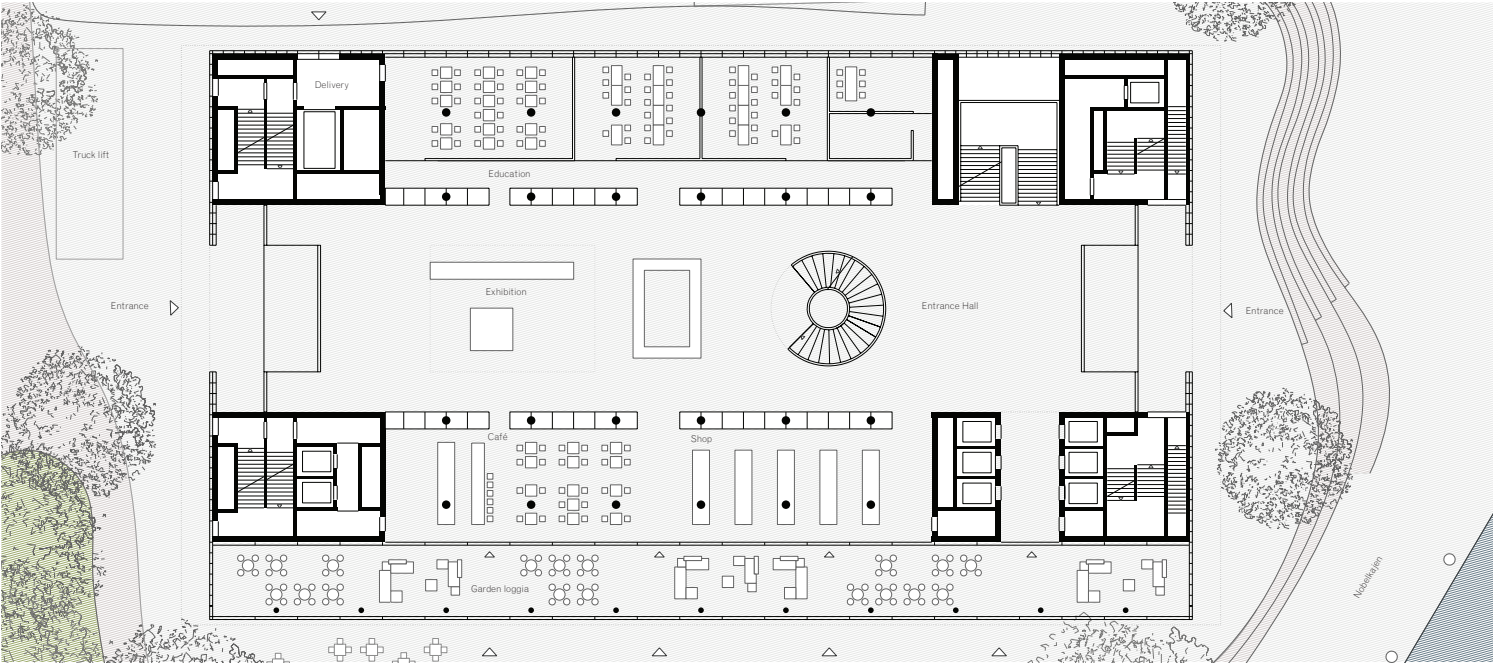 Delivery
Truck lift
Education
Entrance
Exhibition
Entrance Hall
Entrance
Café
Shop
Garden loggia
Nobelkajen